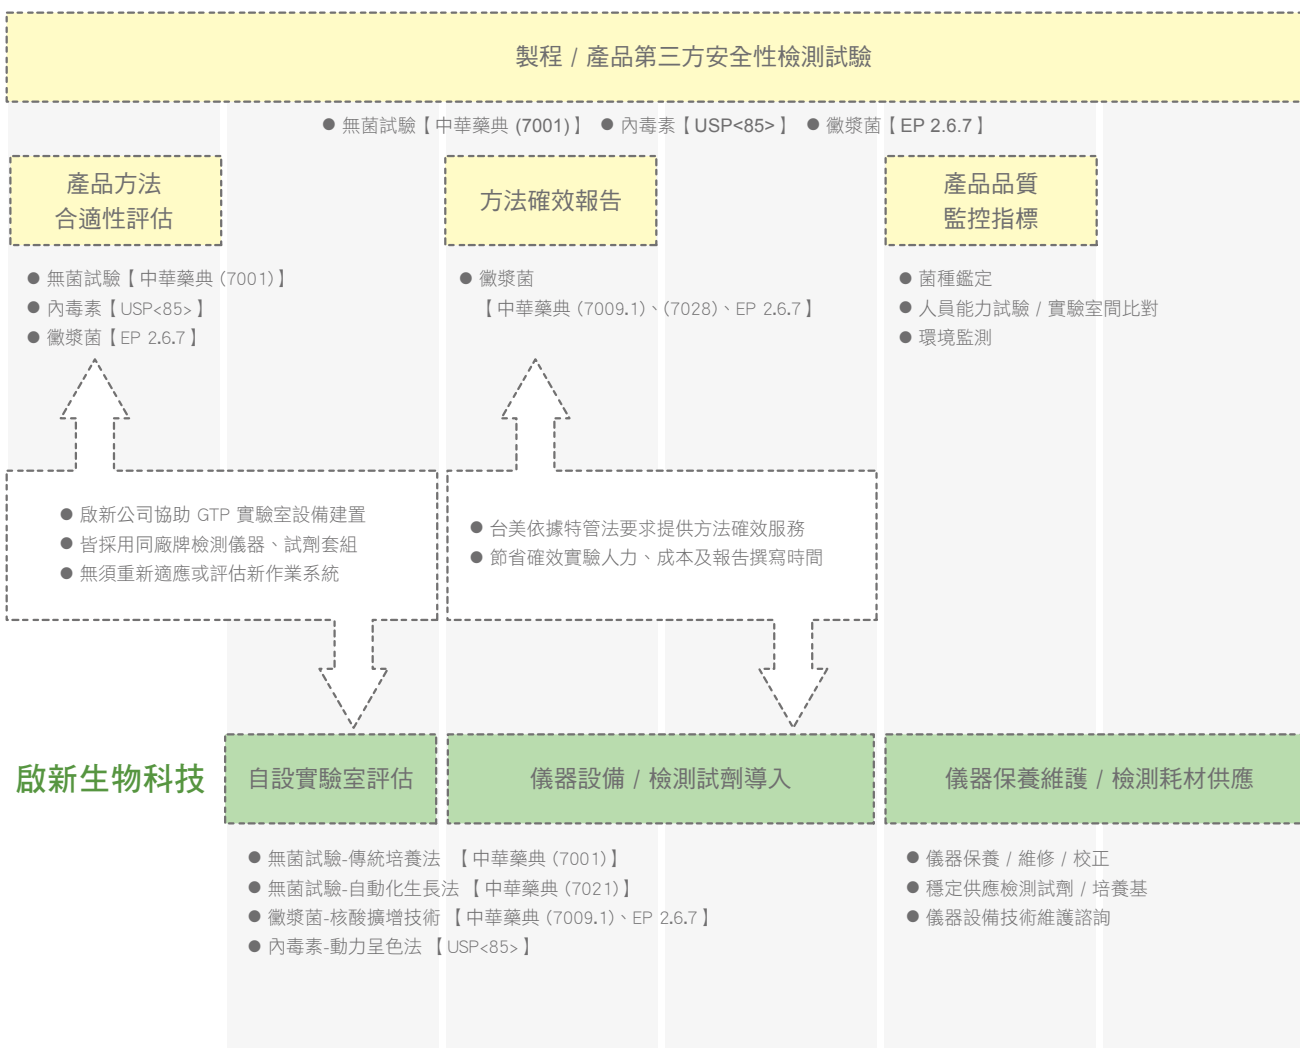 製程 / 產品第三方安全性檢測試驗
● 無菌試驗【中華藥典 (7001)】 ● 內毒素【USP<85>】 ● 黴漿菌【EP 2.6.7】
產品方法
合適性評估
● 無菌試驗【中華藥典 (7001)】
● 內毒素【USP<85>】
● 黴漿菌【EP 2.6.7】
方法確效報告
● 黴漿菌
【中華藥典 (7009.1)、(7028)、EP 2.6.7】
產品品質
監控指標
● 菌種鑑定
● 人員能力試驗 / 實驗室間比對
● 環境監測
● 啟新公司協助 GTP 實驗室設備建置
● 皆採用同廠牌檢測儀器、試劑套組
● 無須重新適應或評估新作業系統
● 台美依據特管法要求提供方法確效服務
● 節省確效實驗人力、成本及報告撰寫時間
啟新生物科技
自設實驗室評估
儀器設備 / 檢測試劑導入
儀器保養維護 / 檢測耗材供應
● 無菌試驗-傳統培養法 【中華藥典 (7001)】
● 無菌試驗-自動化生長法【中華藥典 (7021)】
● 黴漿菌-核酸擴增技術【中華藥典 (7009.1)、EP 2.6.7】
● 內毒素-動力呈色法【USP<85>】
● 儀器保養 / 維修 / 校正
● 穩定供應檢測試劑 / 培養基
● 儀器設備技術維護諮詢